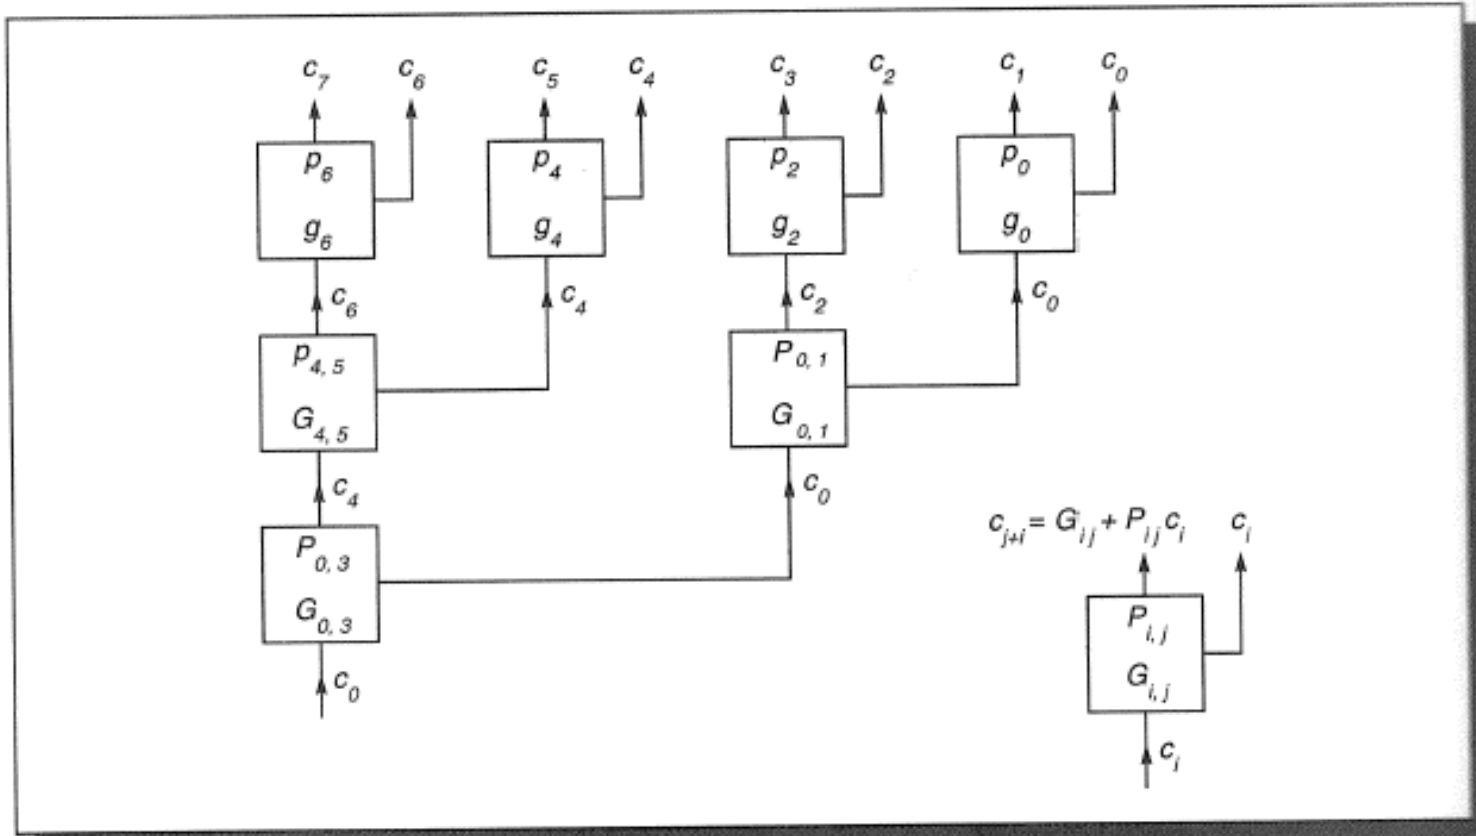 c7 c6 c5 c4 c3 c2 c1 c0
p6 p4 p2 p0
g6 g4 g2 g0
c6 c4 c2 c0
p4, 5 P0, 1
G4, 5 G0, 1
c4 c0
cj+i = Gij + Pij ci ci
P0, 3
G0, 3
Pi, j
Gi, j
c0
ci